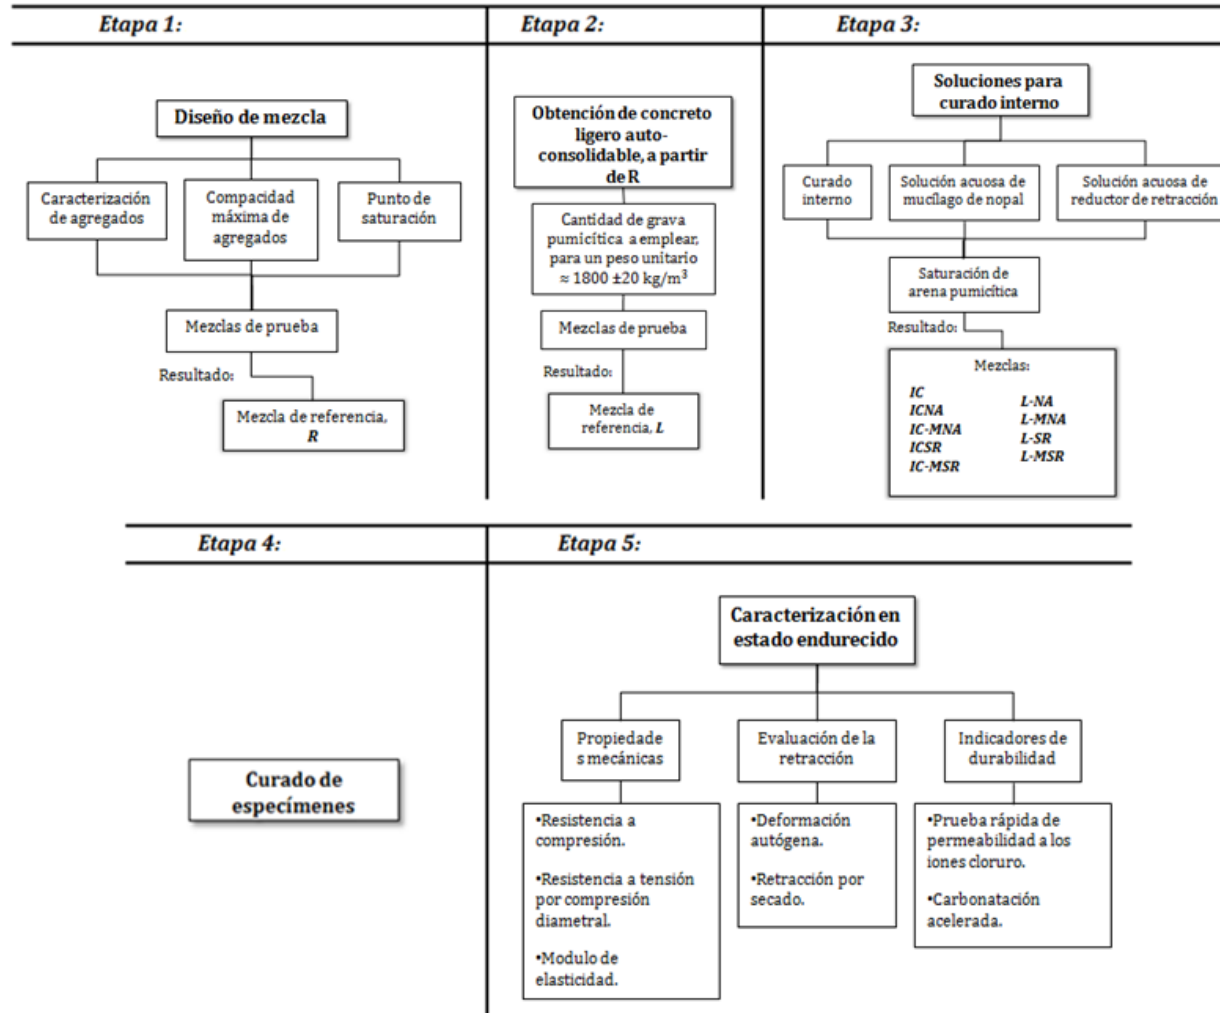 Etapa 1:
Diseño de mezcla
Caracterización
de agregados
Compacidad
máxima de
agregados
Punto de
saturación
Mezclas de prueba
Resultado:
Mezcla de referencia,
R
Etapa 2:
Obtención de concreto
ligero auto-
consolidable, a partir
de R
Cantidad de grava
pumicítica a emplear,
para un peso unitario
≈ 1800 ±20 kg/m³
Mezclas de prueba
Resultado:
Mezcla de
referencia, L
Etapa 3:
Soluciones para
curado interno
Curado
interno
Solución acuosa de
mucílago de nopal
Solución acuosa de
reductor de retracción
Saturación de
arena pumicítica
Resultado:
Mezclas:
IC
ICNA
IC-MNA
ICSR
IC-MSR
L-NA
L-MNA
L-SR
L-MSR
Etapa 4:
Curado de
especímenes
Etapa 5:
Caracterización en
estado endurecido
Propiedade
s mecánicas
•Resistencia a
compresión.
•Resistencia a tensión
por compresión
diametral.
•Modulo de
elasticidad.
Evaluación de la
retracción
•Deformación
autógena.
•Retracción por
secado.
Indicadores de
durabilidad
•Prueba rápida de
permeabilidad a los
iones cloruro.
•Carbonatación
acelerada.